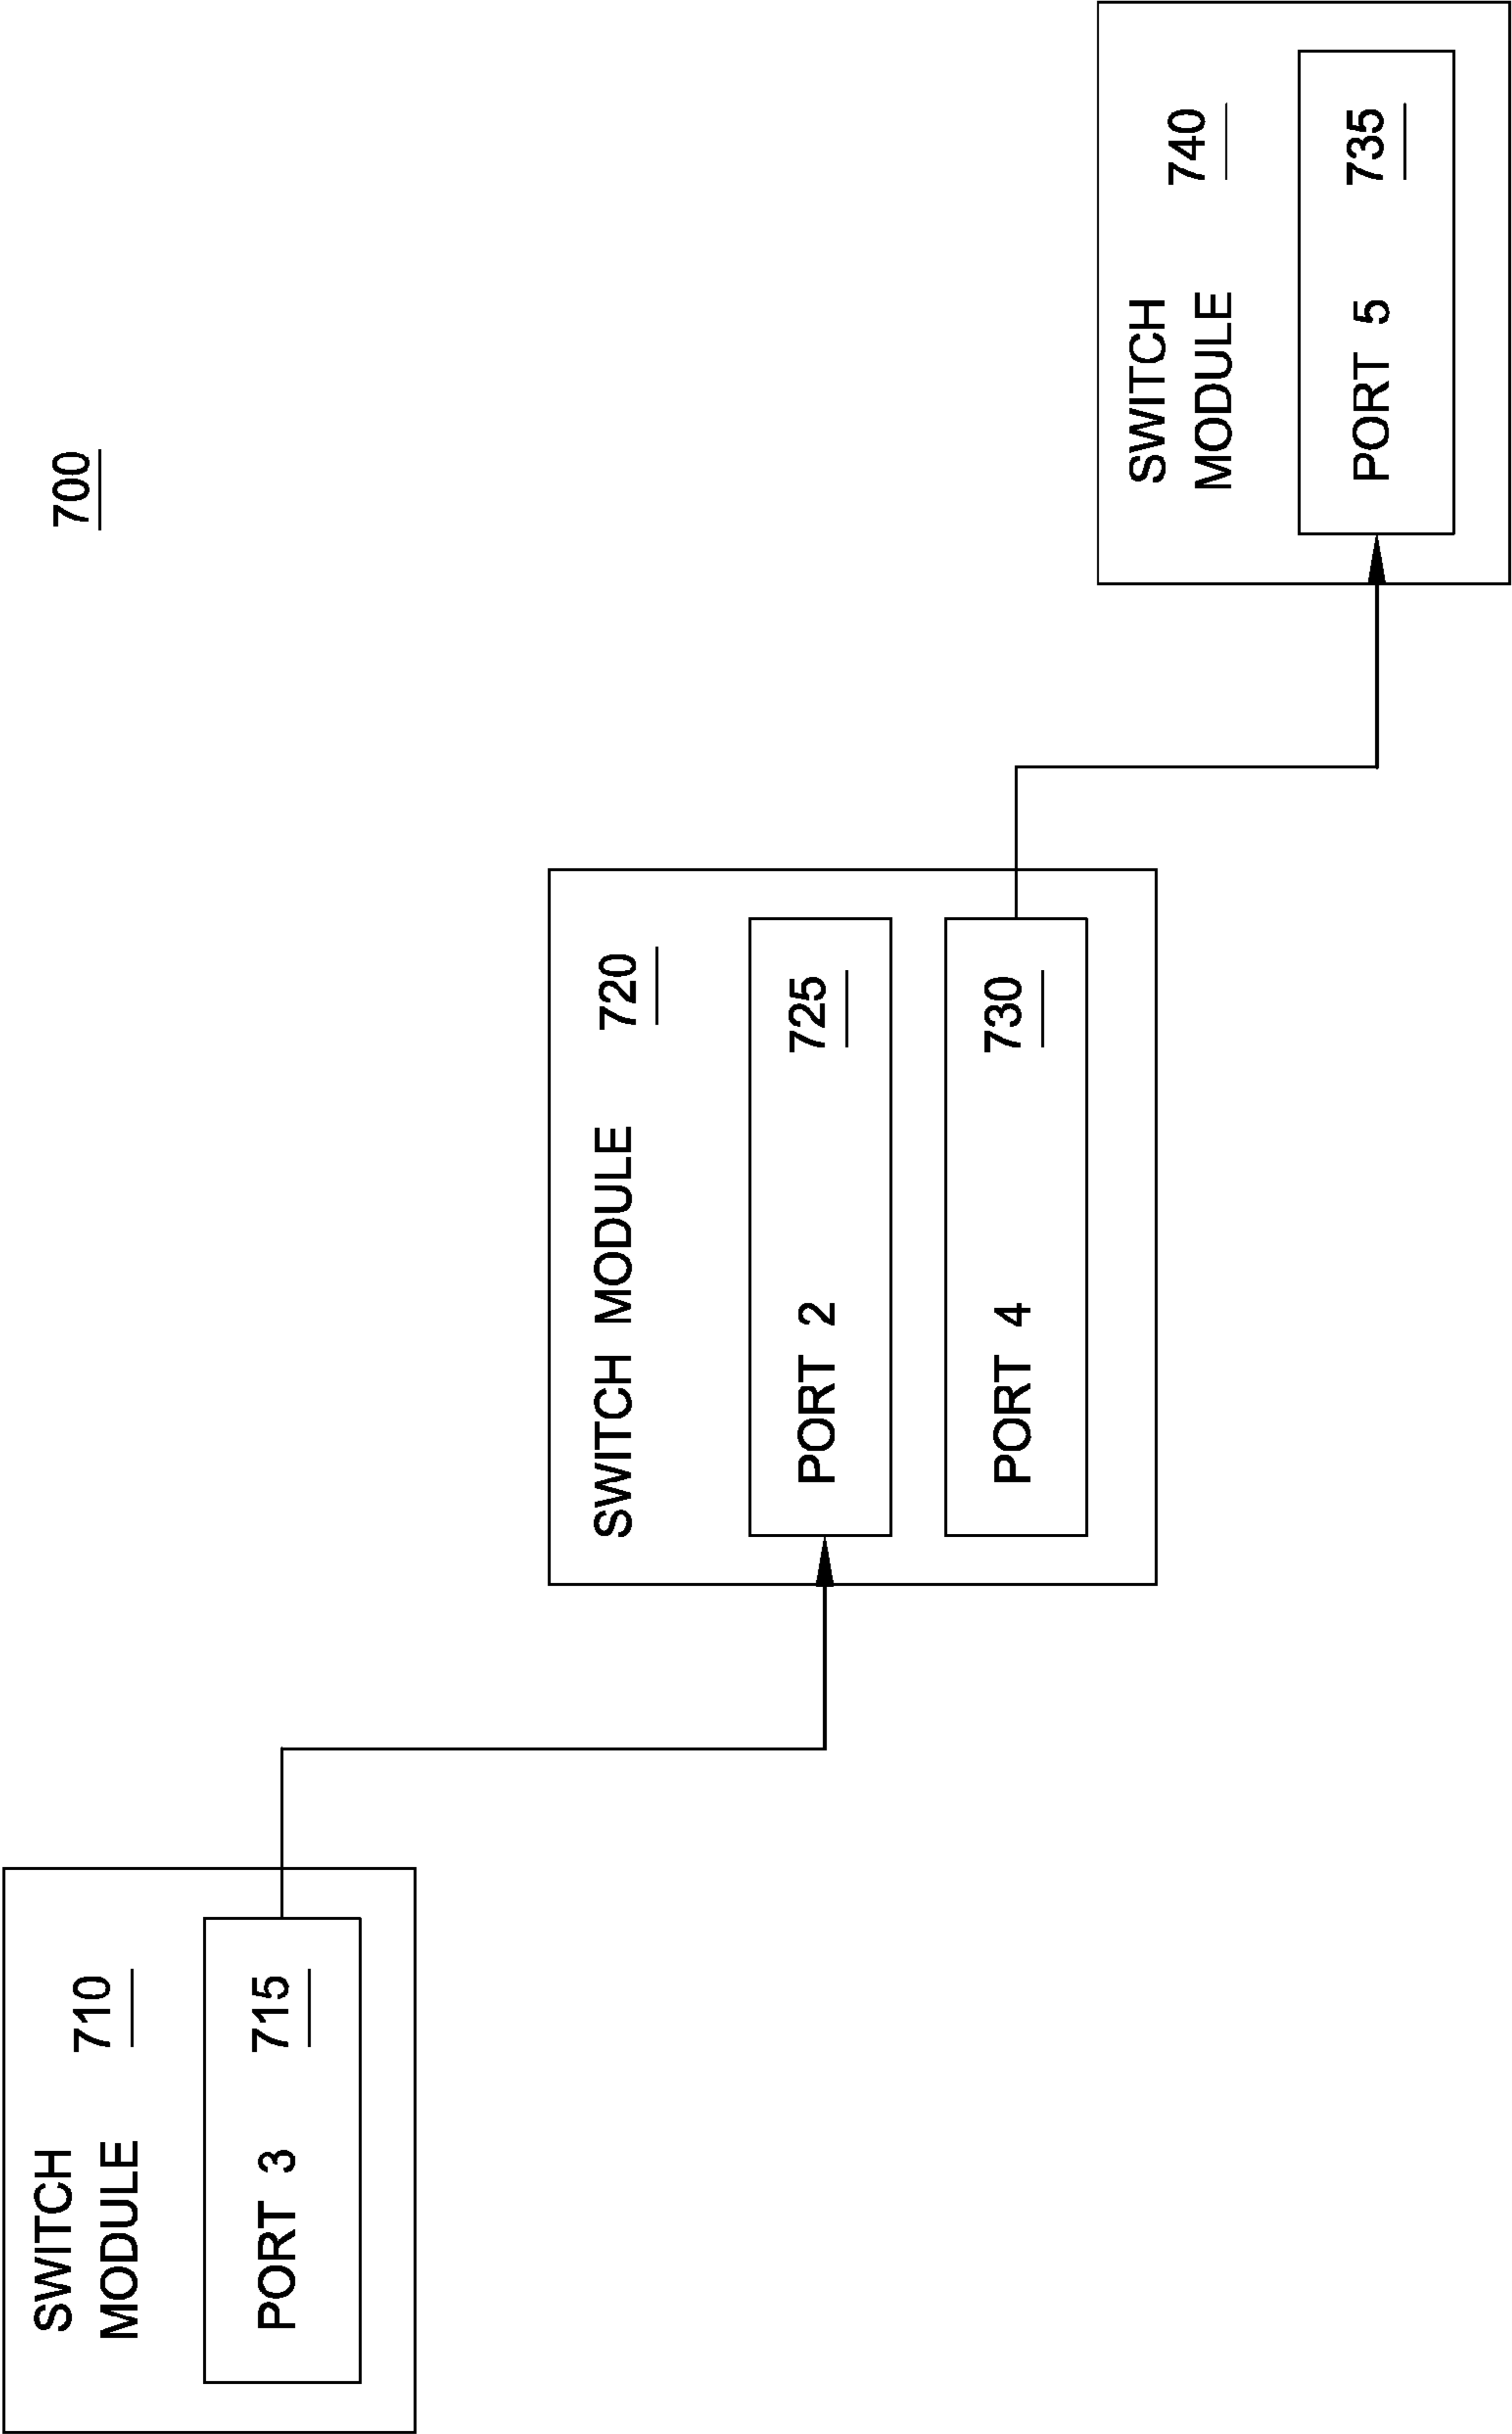 700
SWITCH
MODULE 710
PORT 3 715
SWITCH MODULE 720
PORT 2 725
PORT 4 730
SWITCH
MODULE 740
PORT 5 735